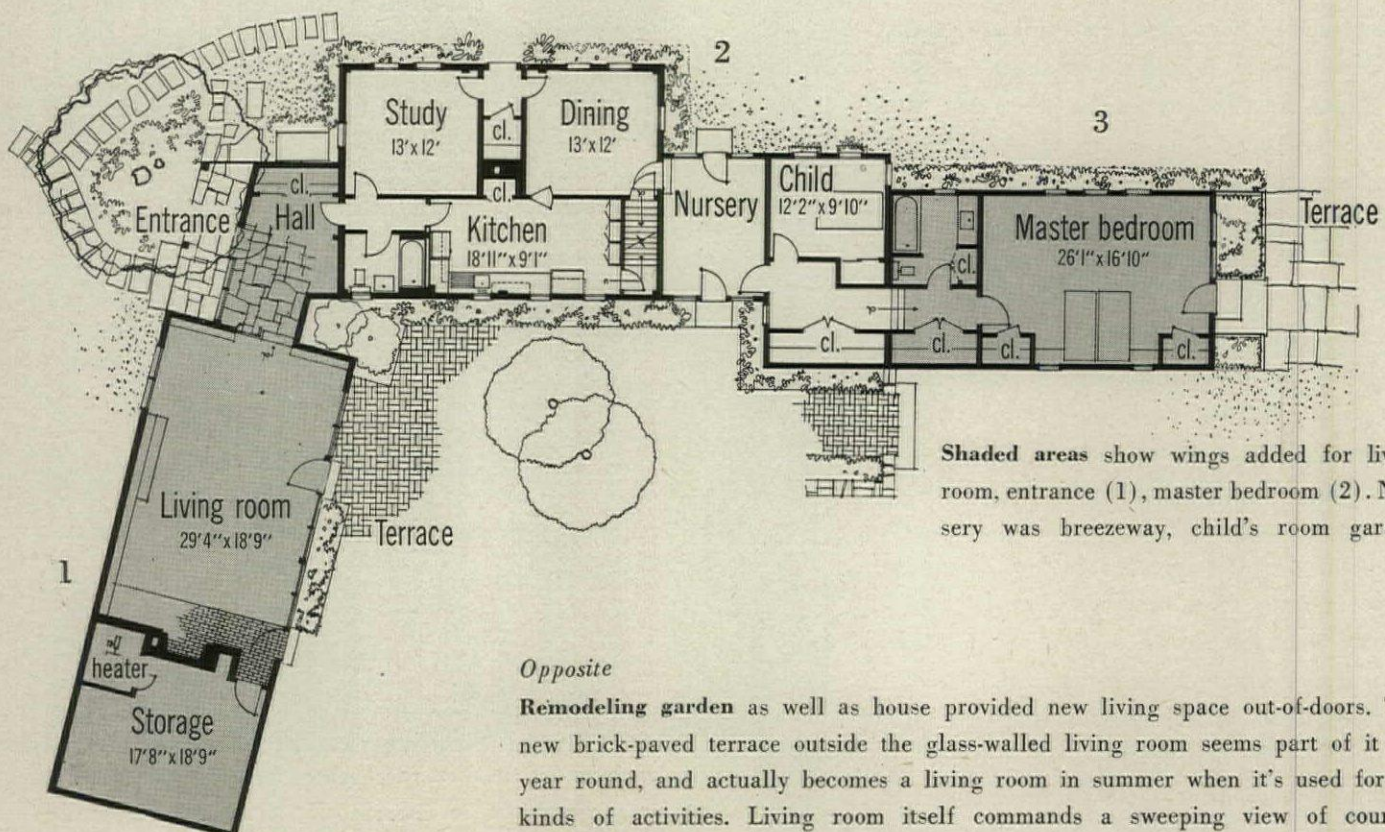 2
3
1
Study
13'x12'
cl.
Dining
13'x12'
cl.
Entrance
Hall
cl.
Kitchen
18'11"x9'1"
Nursery
Child
12'2"x9'10"
cl.
cl.
cl.
Master bedroom
26'1"x16'10"
cl.
cl.
Terrace
Living room
29'4"x18'9"
Terrace
heater
Storage
17'8"x18'9"
Shaded areas show wings added for
room, entrance (1), master bedroom (2).
sery was breezeway, child's room
Opposite
Remodeling garden as well as house provided new living space out-of-doors.
new brick-paved terrace outside the glass-walled living room seems part of it
year round, and actually becomes a living room in summer when it's used for
kinds of activities. Living room itself commands a sweeping view of